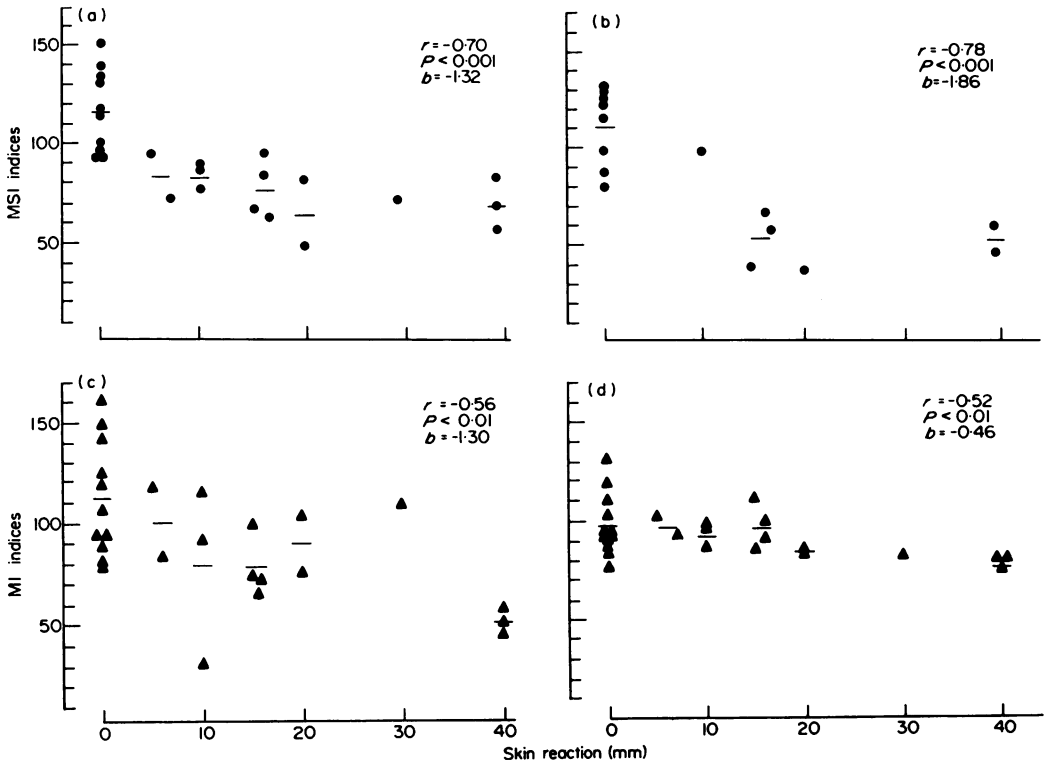 (a)
r=-0·70
P<0·001
b=-1·32
150
100
50
MSI indices
(b)
r=-0·78
P<0·001
b=-1·86
(c)
r=-0·56
P< 0·01
b=-1·30
150
100
50
MI indices
0 10 20 30 40
(d)
r=-0·52
P<0·01
b=-0·46
0 10 20 30 40
Skin reaction (mm)